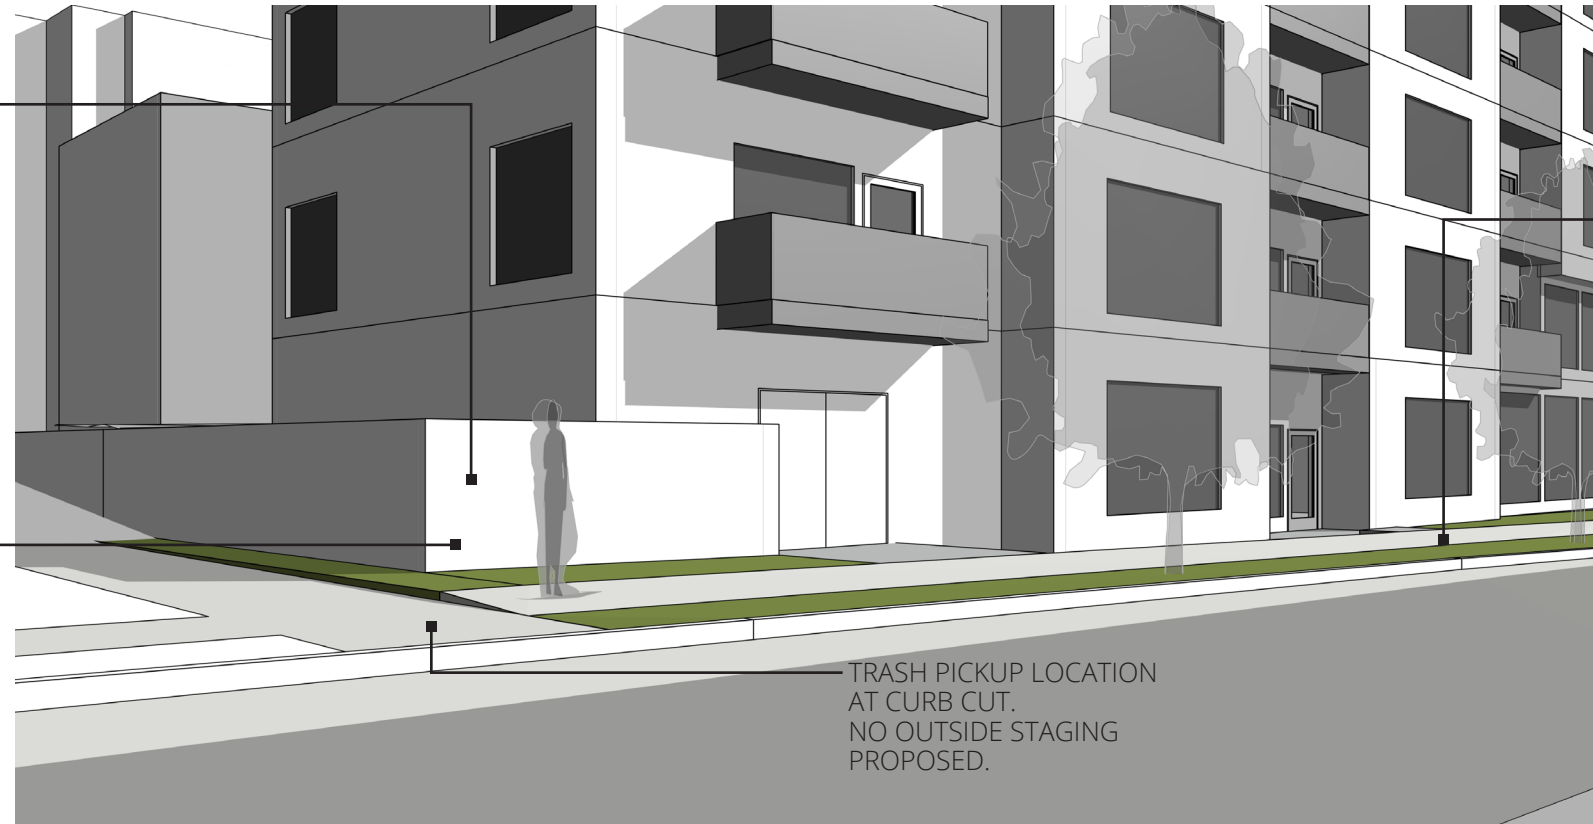 TRASH PICKUP LOCATION
AT CURB CUT.
NO OUTSIDE STAGING
PROPOSED.